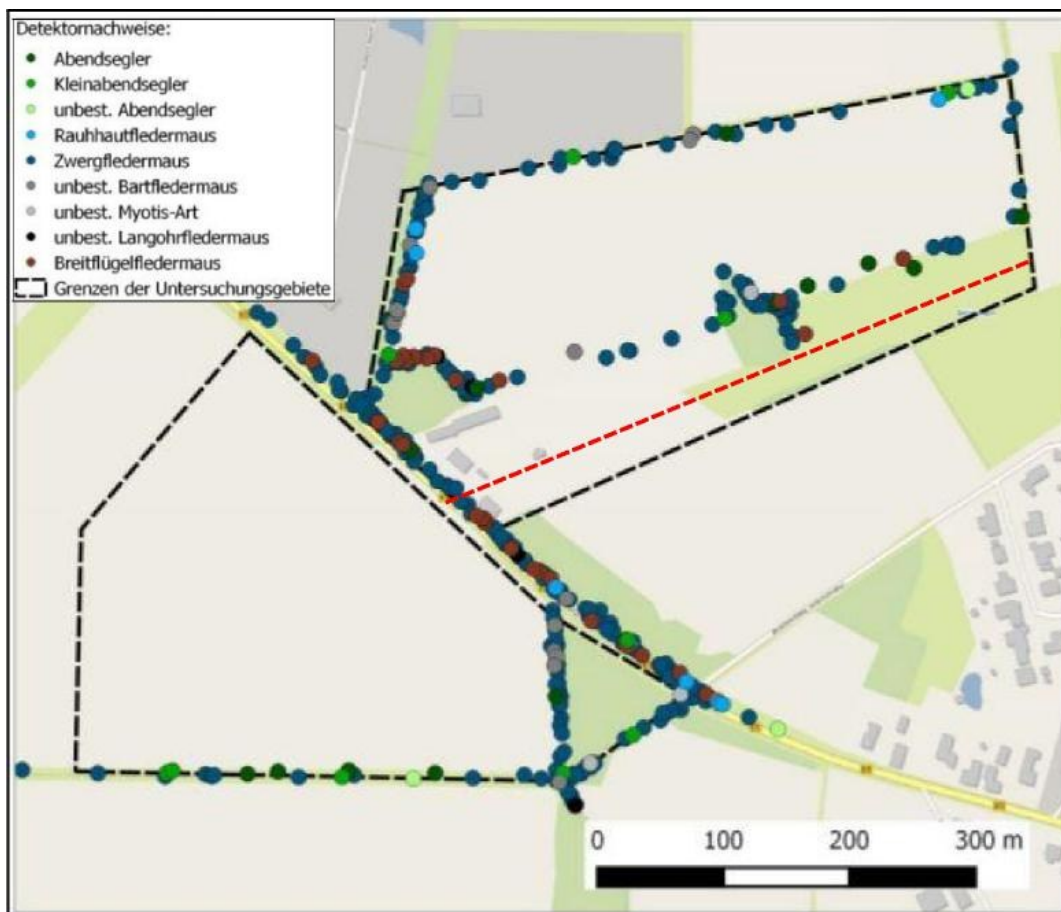 Detektornachweise:
Abendsegler
Kleinabendsegler
unbest. Abendsegler
Rauhhautfledermaus
Zwergfledermaus
unbest. Bartfledermaus
unbest. Myotis-Art
unbest. Langohrfledermaus
Breitflügelfledermaus
Grenzen der Untersuchungsgebiete
0 100 200 300 m